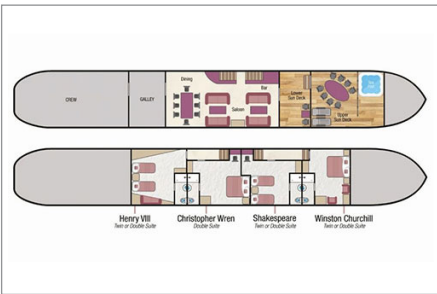 Dining
Bar
CREW
GALLEY
Saloon
Lower
Sun Deck
Upper
Sun Deck
Henry VIII
Twin or Double Suite
Christopher Wren
Double Suite
Shakespeare
Twin or Double Suite
Winston Churchill
Twin or Double Suite